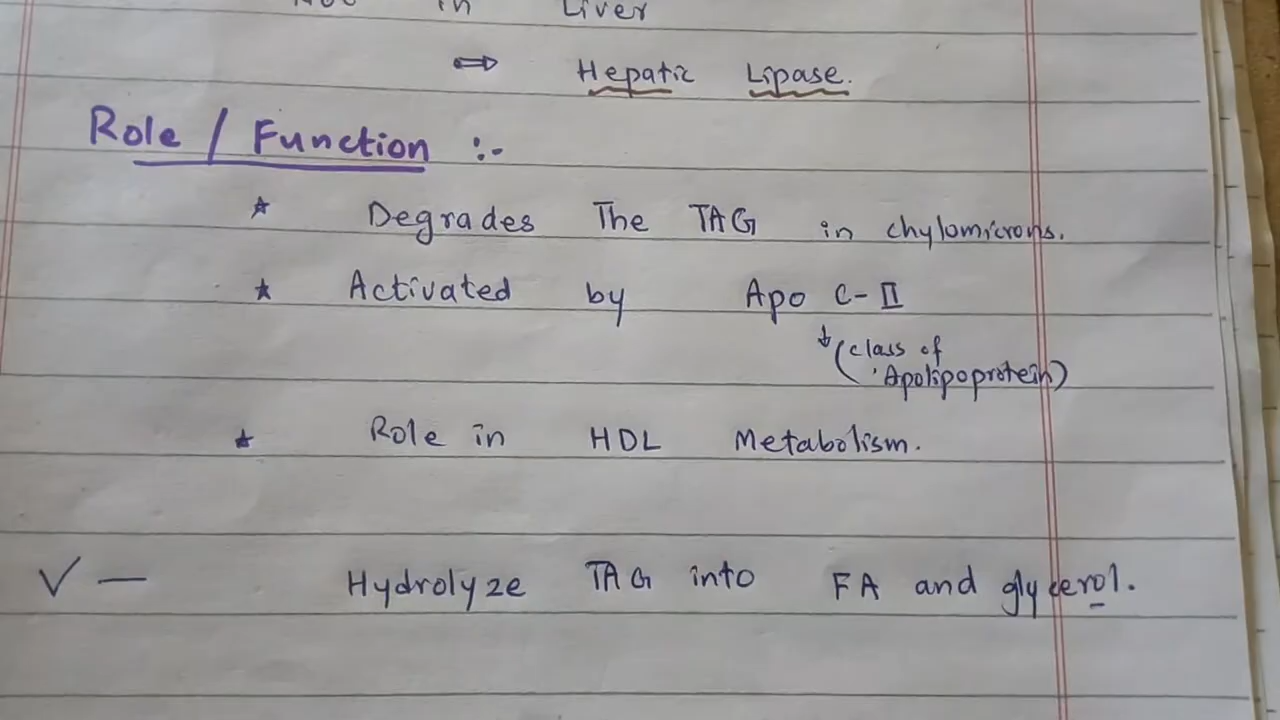 in Liver
⇒ Hepatic Lipase.
Role / Function :-
★ Degrades The TAG in chylomicrons.
★ Activated by Apo C-II
↓ (class of
Apolipoprotein)
★ Role in HDL Metabolism.
✓ — Hydrolyze TAG into FA and glycerol.